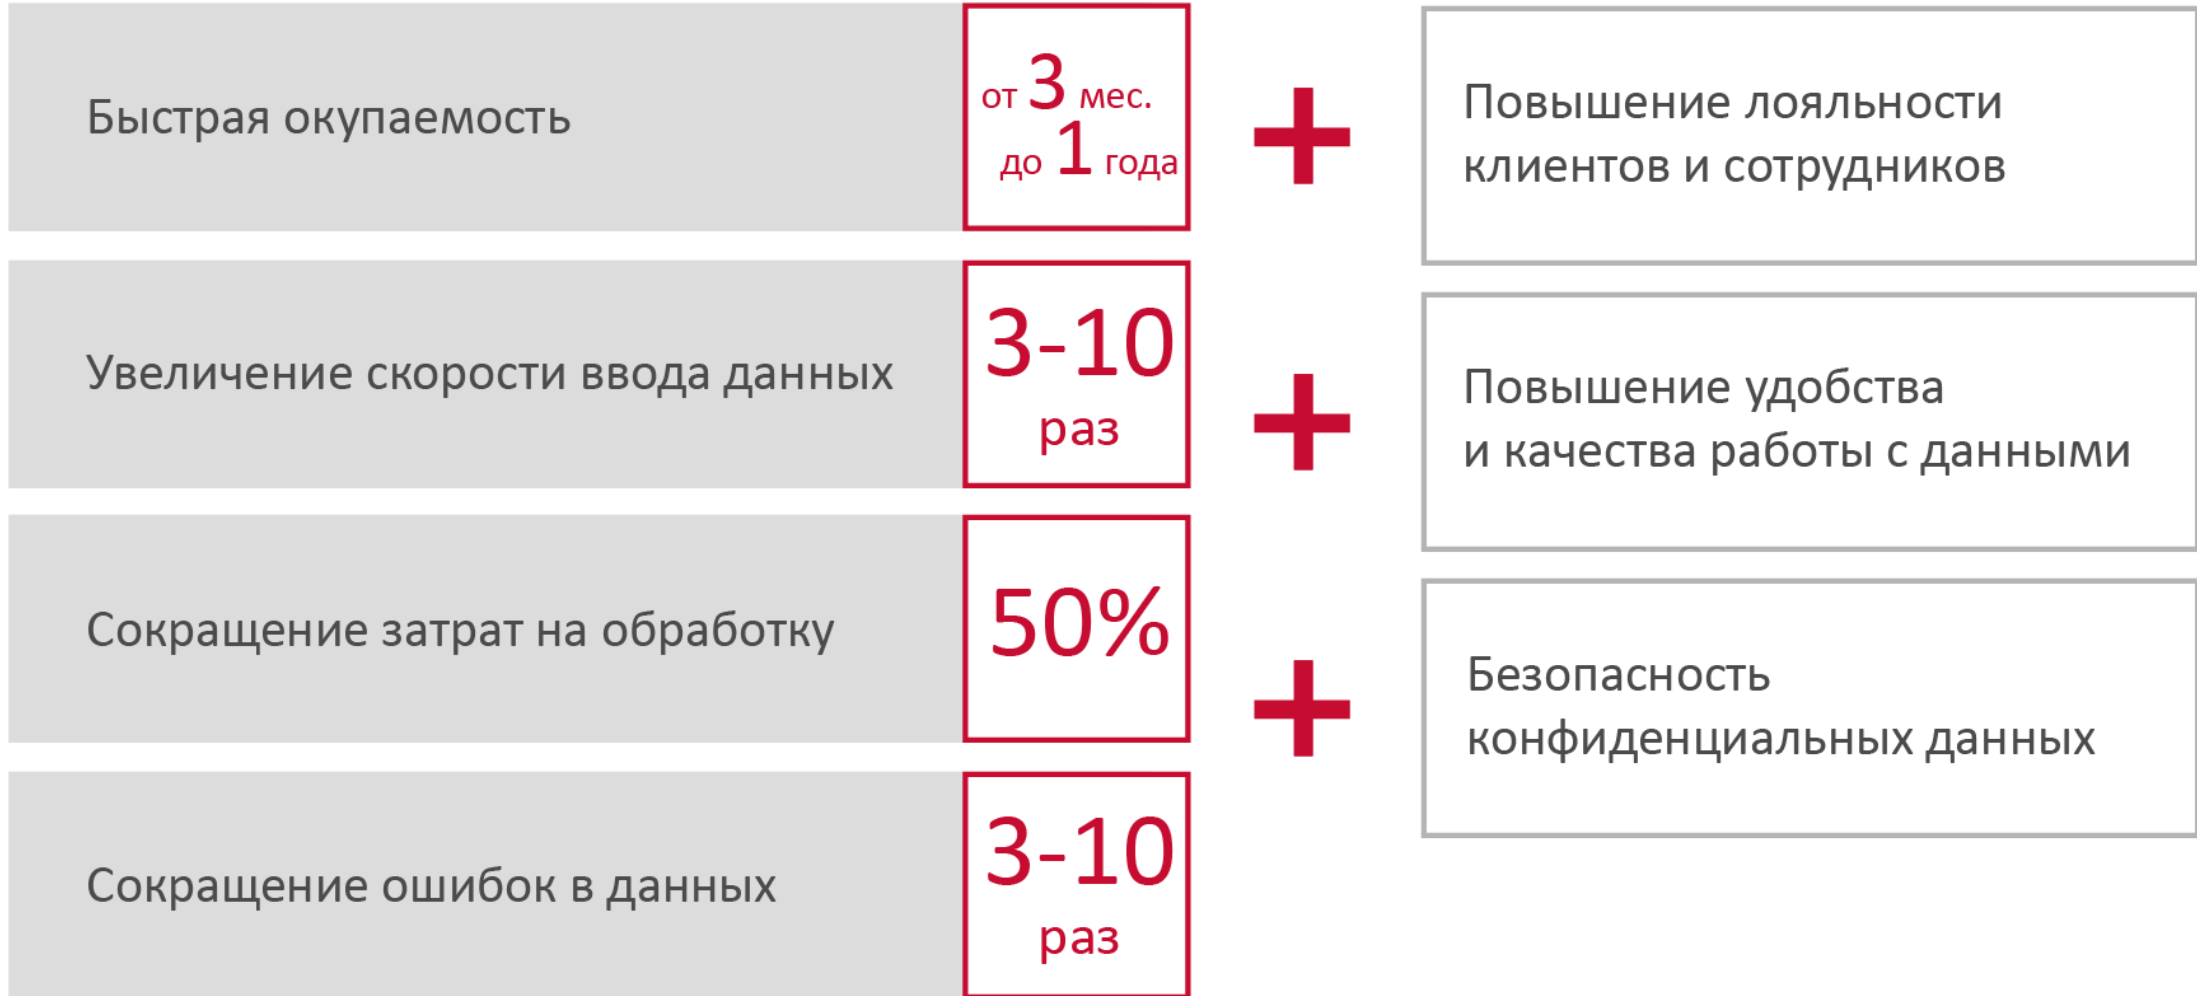 Быстрая окупаемость
от 3 мес.
до 1 года
+
Повышение лояльности
клиентов и сотрудников
Увеличение скорости ввода данных
3-10
раз
+
Повышение удобства
и качества работы с данными
Сокращение затрат на обработку
50%
+
Безопасность
конфиденциальных данных
Сокращение ошибок в данных
3-10
раз